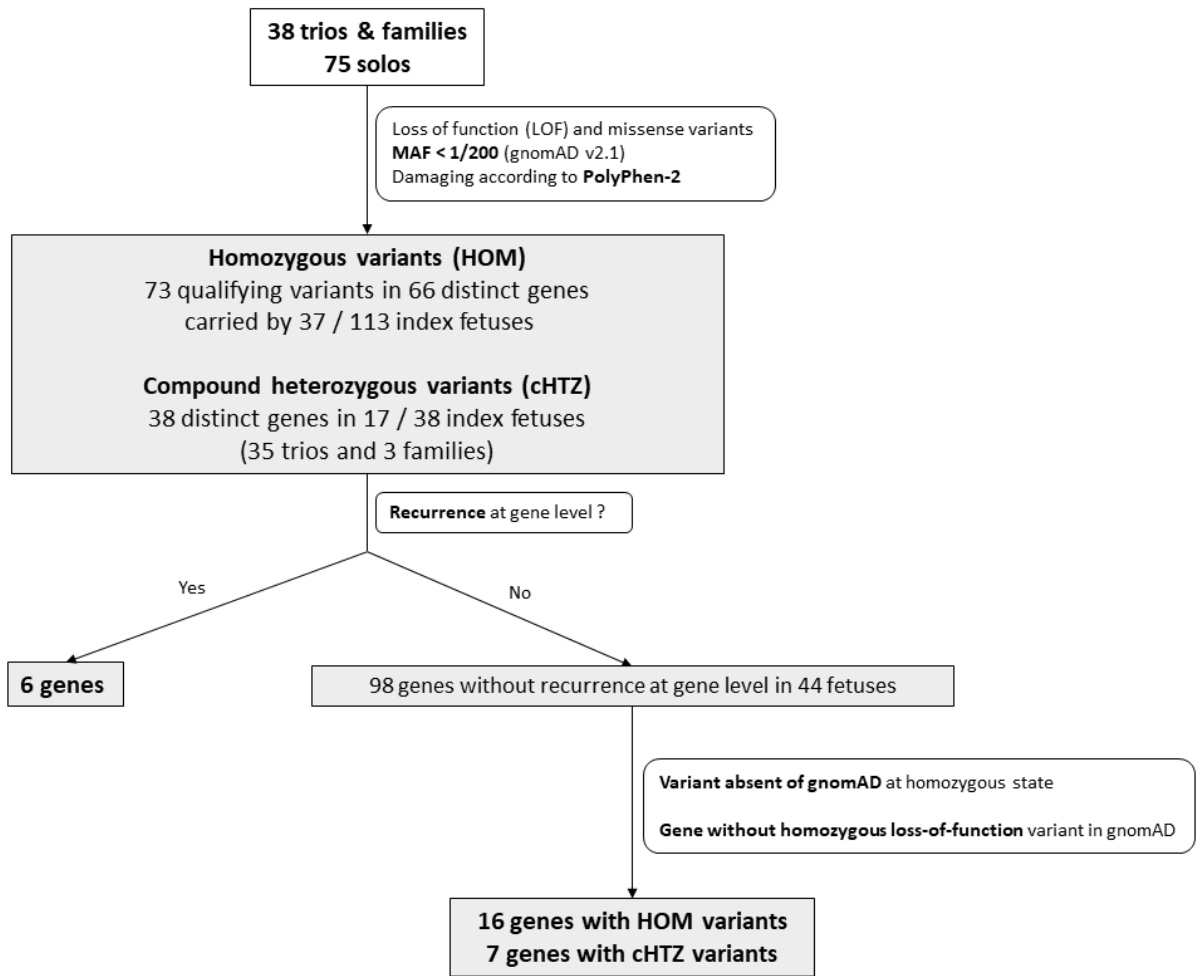 38 trios & families
75 solos
Loss of function (LOF) and missense variants
MAF < 1/200 (gnomAD v2.1)
Damaging according to PolyPhen-2
Homozygous variants (HOM)
73 qualifying variants in 66 distinct genes
carried by 37 / 113 index fetuses
Compound heterozygous variants (cHTZ)
38 distinct genes in 17 / 38 index fetuses
(35 trios and 3 families)
Recurrence at gene level ?
Yes
No
6 genes
98 genes without recurrence at gene level in 44 fetuses
Variant absent of gnomAD at homozygous state
Gene without homozygous loss-of-function variant in gnomAD
16 genes with HOM variants
7 genes with cHTZ variants